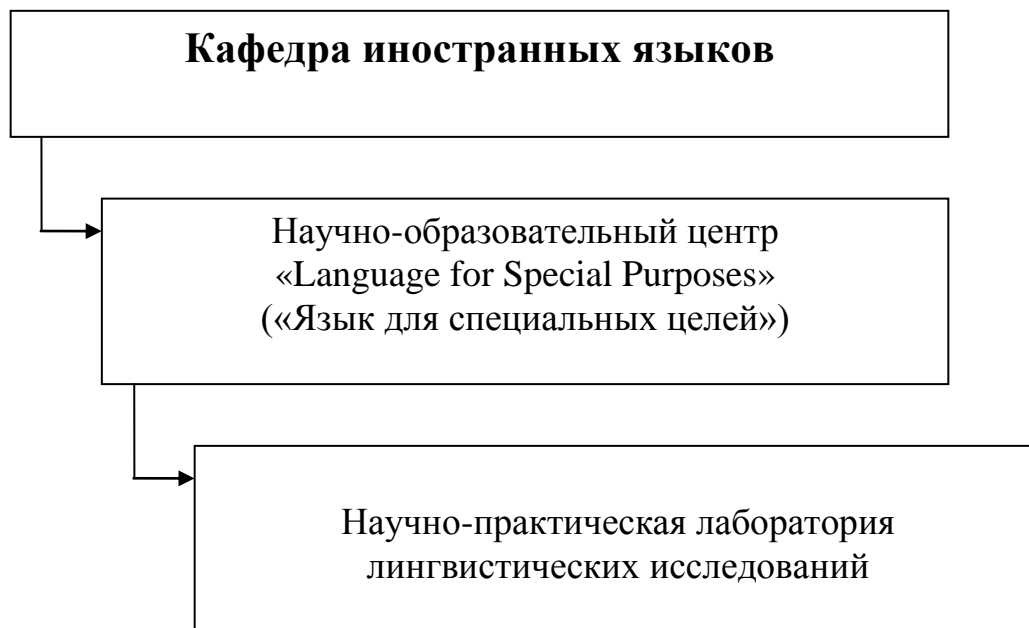 Кафедра иностранных языков
Научно-образовательный центр
«Language for Special Purposes»
(«Язык для специальных целей»)
Научно-практическая лаборатория
лингвистических исследований